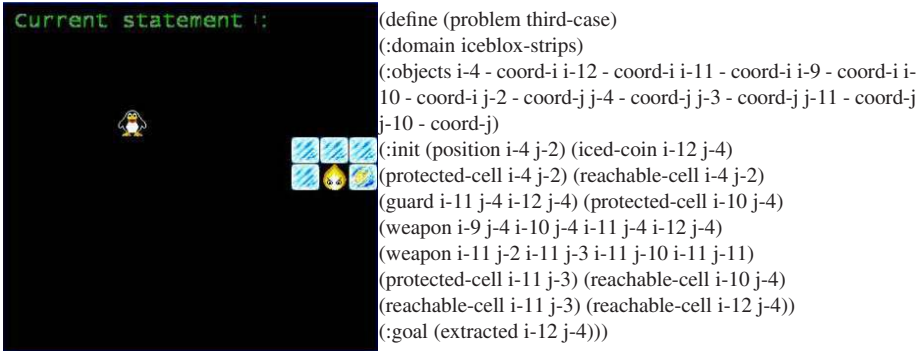 Current statement :
(define (problem third-case)
(:domain iceblox-strips)
(:objects i-4 - coord-i i-12 - coord-i i-11 - coord-i i-9 - coord-i i-
10 - coord-i j-2 - coord-j j-4 - coord-j j-3 - coord-j j-11 - coord-j
j-10 - coord-j)
(:init (position i-4 j-2) (iced-coin i-12 j-4)
(protected-cell i-4 j-2) (reachable-cell i-4 j-2)
(guard i-11 j-4 i-12 j-4) (protected-cell i-10 j-4)
(weapon i-9 j-4 i-10 j-4 i-11 j-4 i-12 j-4)
(weapon i-11 j-2 i-11 j-3 i-11 j-10 i-11 j-11)
(protected-cell i-11 j-3) (reachable-cell i-10 j-4)
(reachable-cell i-11 j-3) (reachable-cell i-12 j-4))
(:goal (extracted i-12 j-4)))